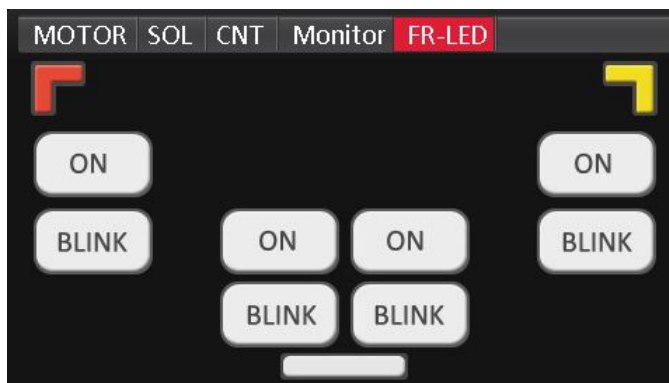 MOTOR SOL CNT Monitor FR-LED
ON ON
BLINK ON ON BLINK
BLINK BLINK